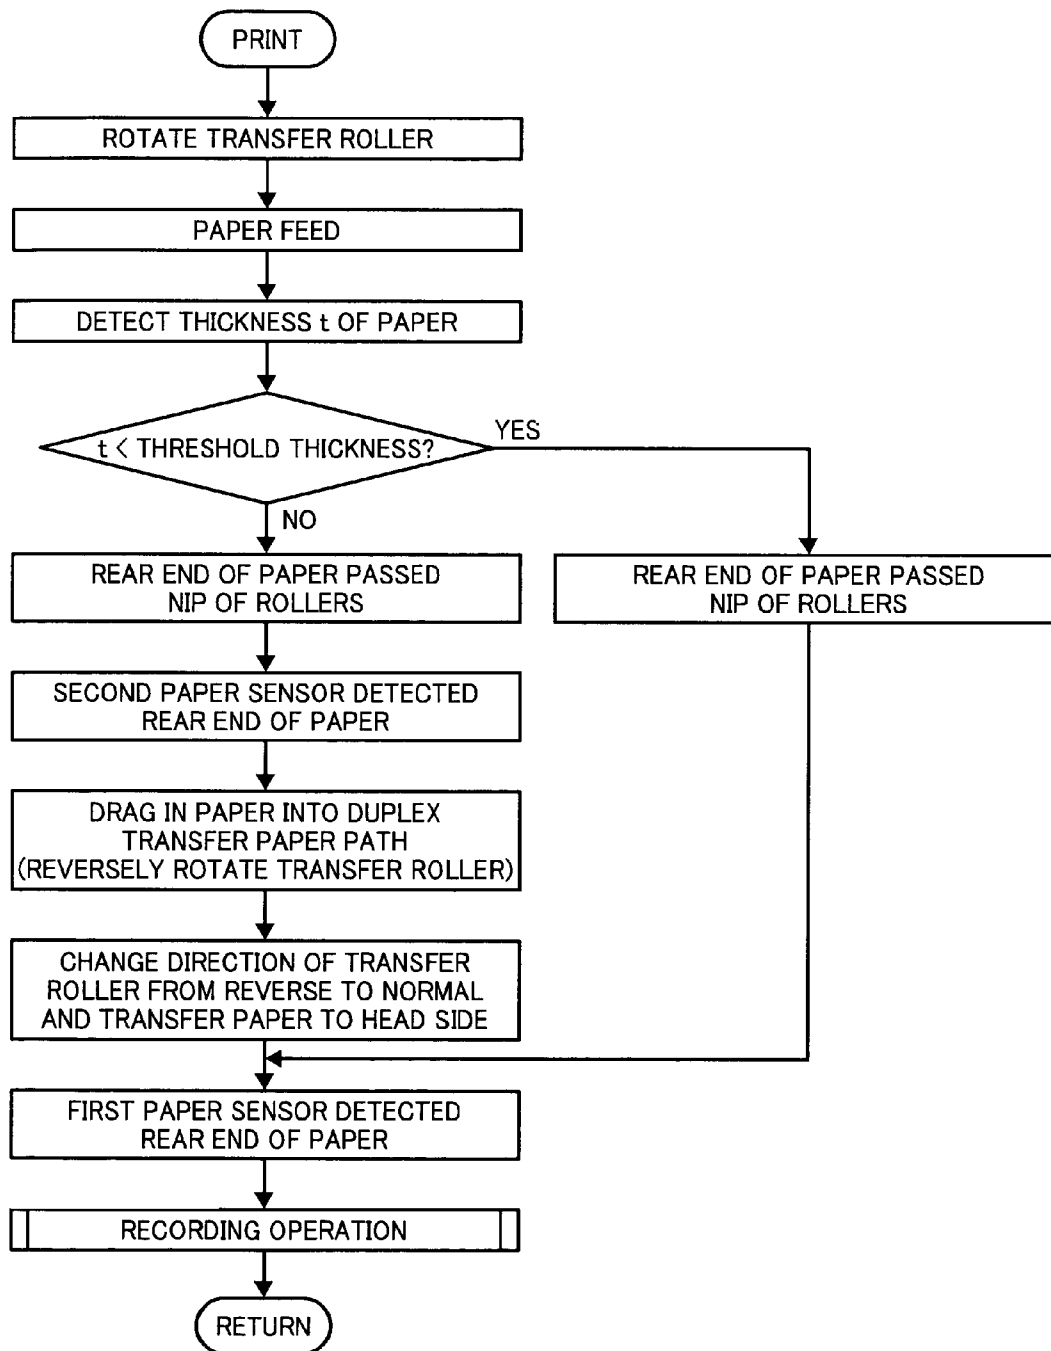 PRINT
ROTATE TRANSFER ROLLER
PAPER FEED
DETECT THICKNESS t OF PAPER
t < THRESHOLD THICKNESS?
YES
NO
REAR END OF PAPER PASSED
NIP OF ROLLERS
REAR END OF PAPER PASSED
NIP OF ROLLERS
SECOND PAPER SENSOR DETECTED
REAR END OF PAPER
DRAG IN PAPER INTO DUPLEX
TRANSFER PAPER PATH
(REVERSELY ROTATE TRANSFER ROLLER)
CHANGE DIRECTION OF TRANSFER
ROLLER FROM REVERSE TO NORMAL
AND TRANSFER PAPER TO HEAD SIDE
FIRST PAPER SENSOR DETECTED
REAR END OF PAPER
RECORDING OPERATION
RETURN